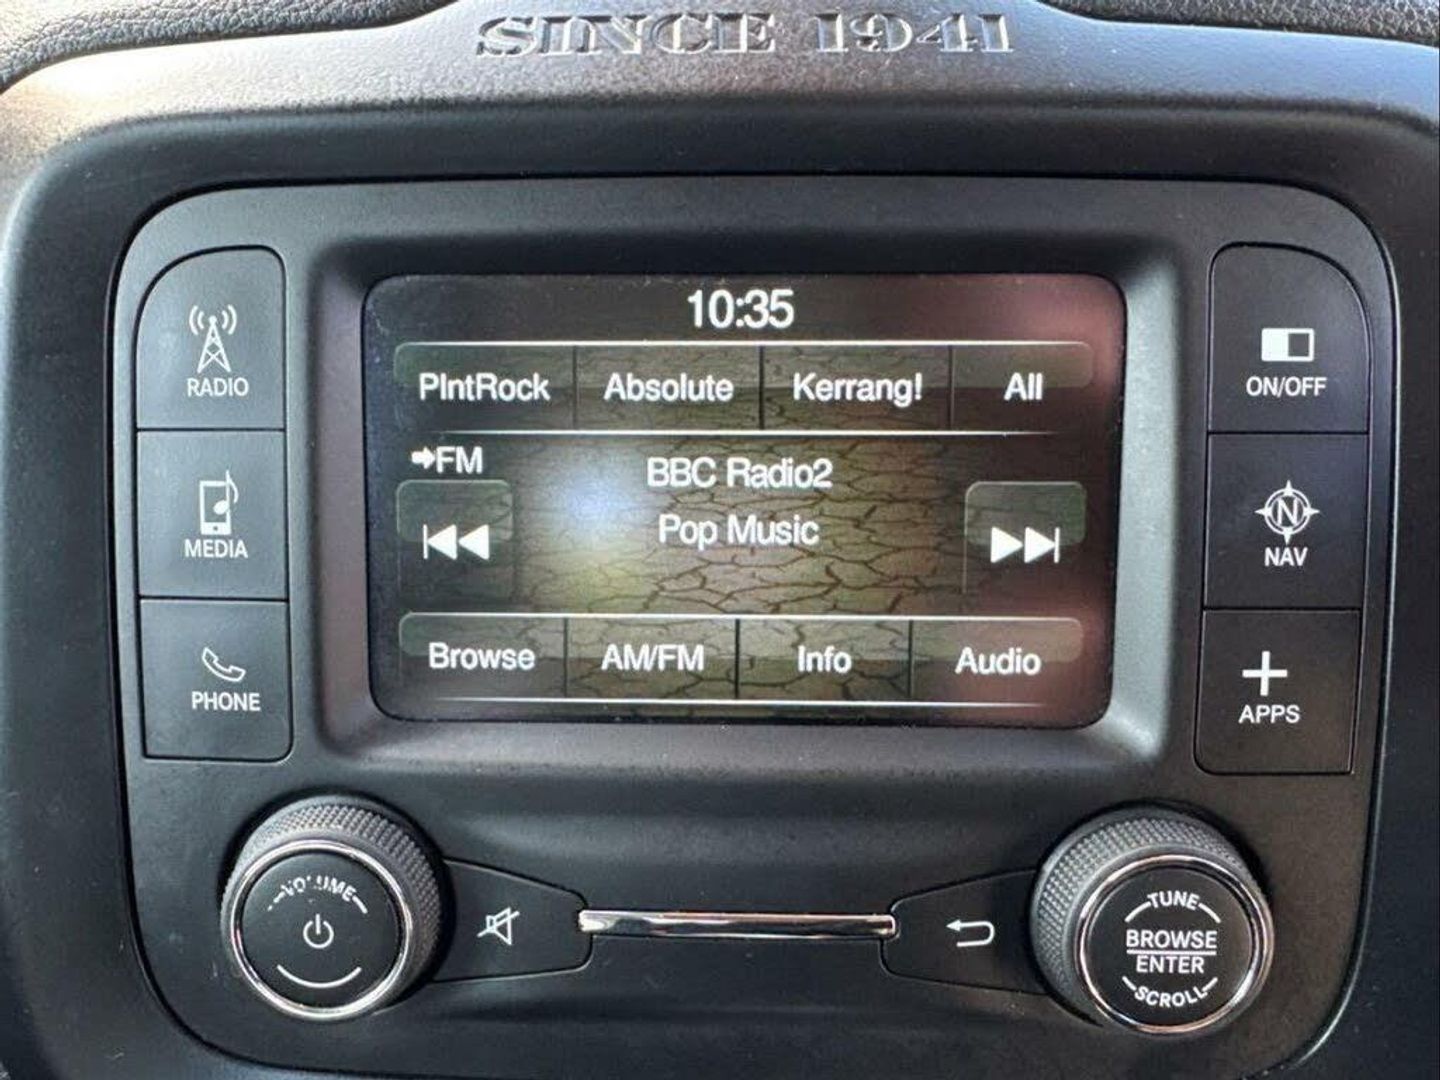 SINCE 1941
10:35
PlntRock Absolute Kerrang! All
FM
BBC Radio2
Pop Music
Browse AM/FM Info Audio
RADIO
MEDIA
PHONE
ON/OFF
N
NAV
APPS
VOLUME
TUNE
BROWSE
ENTER
SCROLL